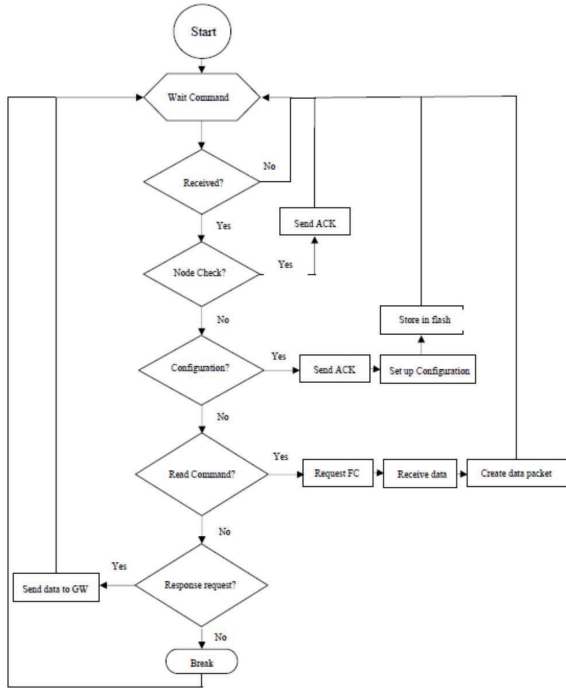 Start
Wait Command
No
Received?
Send ACK
Yes
Node Check?
Yes
Store in flash
No
Yes
Configuration?
Send ACK
Set up Configuration
No
Yes
Read Command?
Request FC
Receive data
Create data packet
No
Yes
Response request?
Send data to GW
No
Break